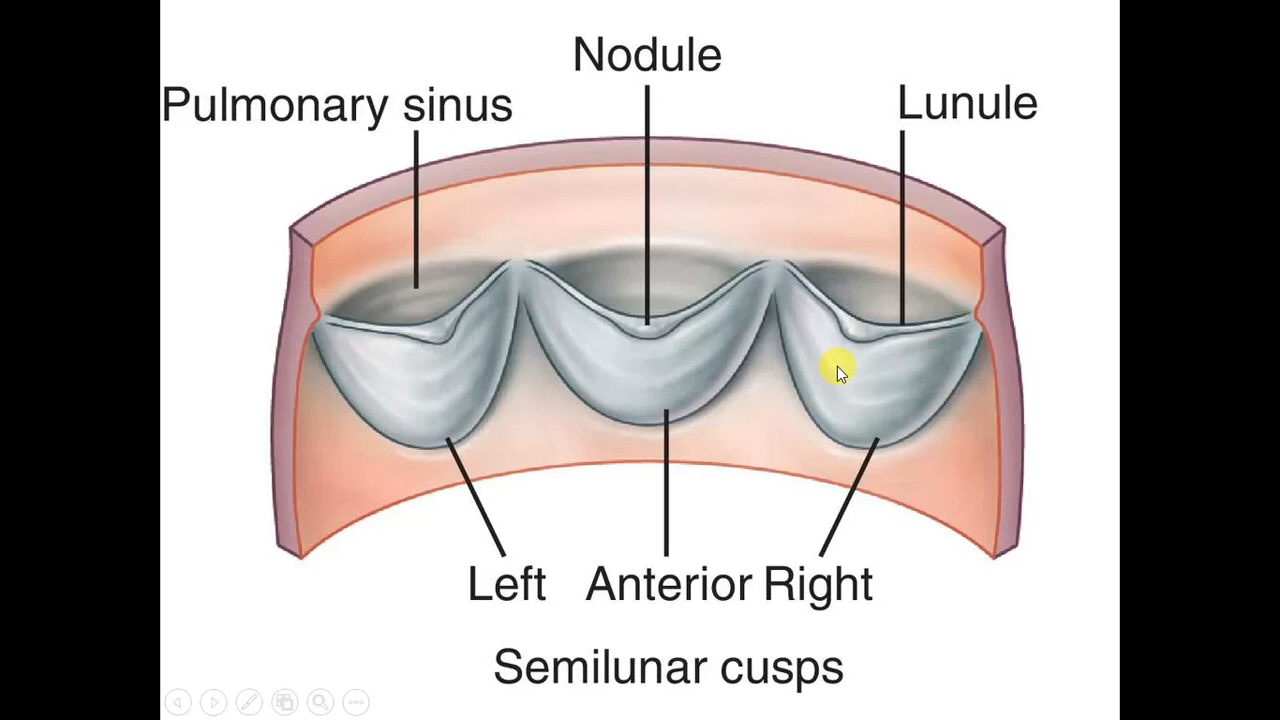 Nodule
Pulmonary sinus
Lunule
Left
Anterior
Right
Semilunar cusps